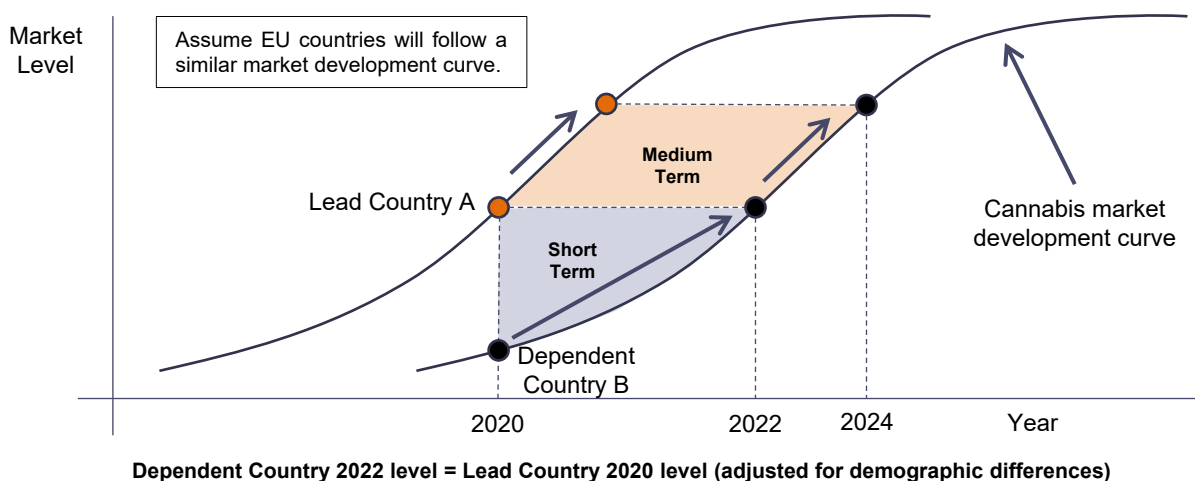 Market
Level
Assume EU countries will follow a
similar market development curve.
Medium
Term
Lead Country A
Short
Term
Cannabis market
development curve
Dependent
Country B
2020
2022
2024
Year
Dependent Country 2022 level = Lead Country 2020 level (adjusted for demographic differences)